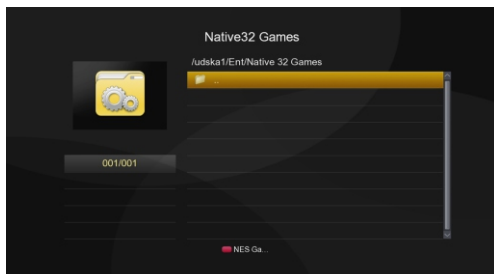 Native32 Games
/udska1/Ent/Native 32 Games
..
001/001
NES Ga...